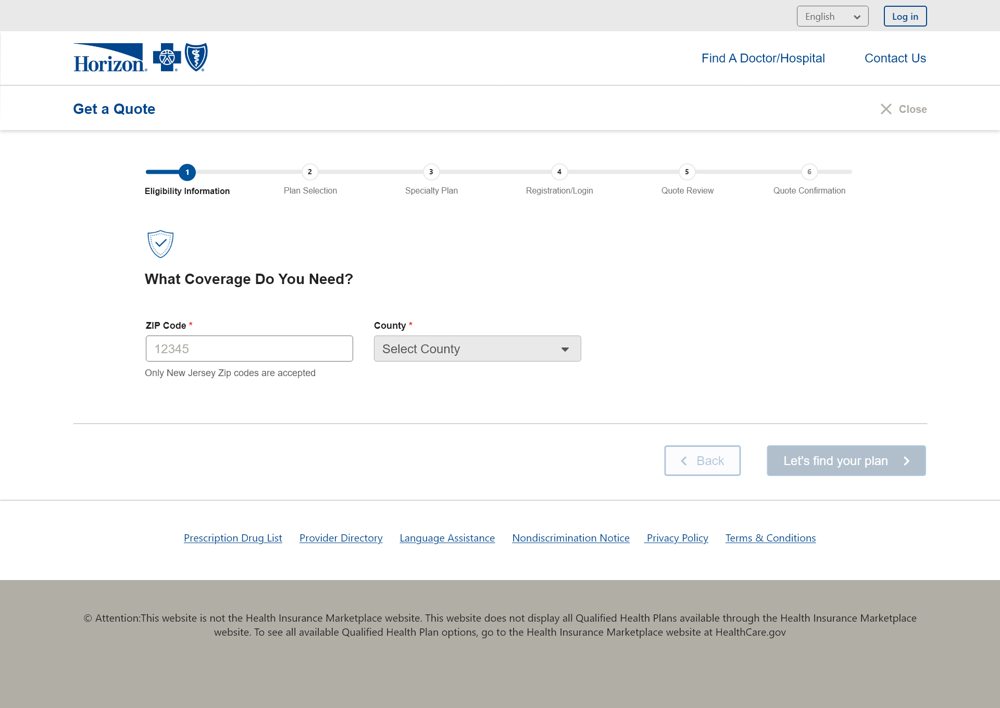 English
Log in
Horizon
Find A Doctor/Hospital
Contact Us
Get a Quote
Close
1
2
3
4
5
6
Eligibility Information
Plan Selection
Specialty Plan
Registration/Login
Quote Review
Quote Confirmation
What Coverage Do You Need?
ZIP Code *
County *
12345
Select County
Only New Jersey Zip codes are accepted
Back
Let's find your plan
Prescription Drug List
Provider Directory
Language Assistance
Nondiscrimination Notice
Privacy Policy
Terms & Conditions
© Attention:This website is not the Health Insurance Marketplace website. This website does not display all Qualified Health Plans available through the Health Insurance Marketplace
website. To see all available Qualified Health Plan options, go to the Health Insurance Marketplace website at HealthCare.gov